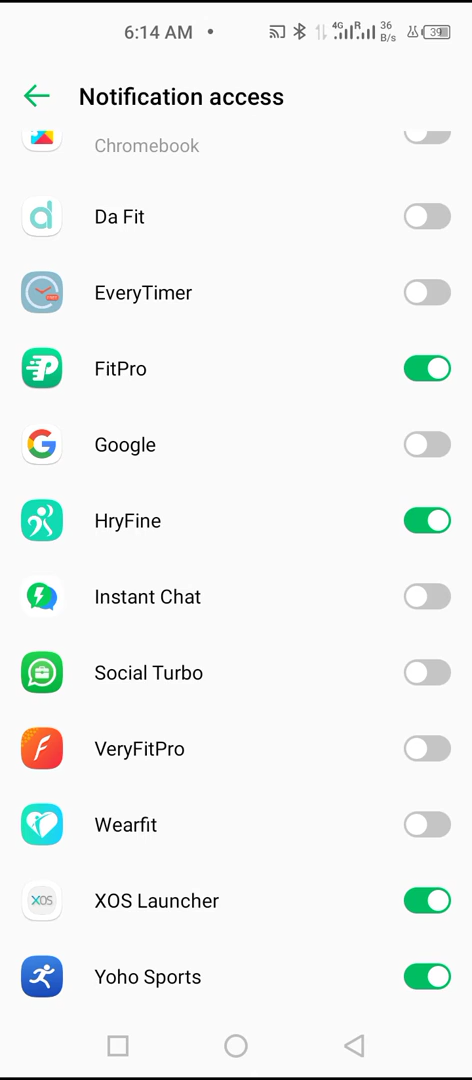 6:14 AM
4G R 36 B/s 39
Notification access
Chromebook
Da Fit
EveryTimer
FitPro
Google
HryFine
Instant Chat
Social Turbo
VeryFitPro
Wearfit
XOS
XOS Launcher
Yoho Sports